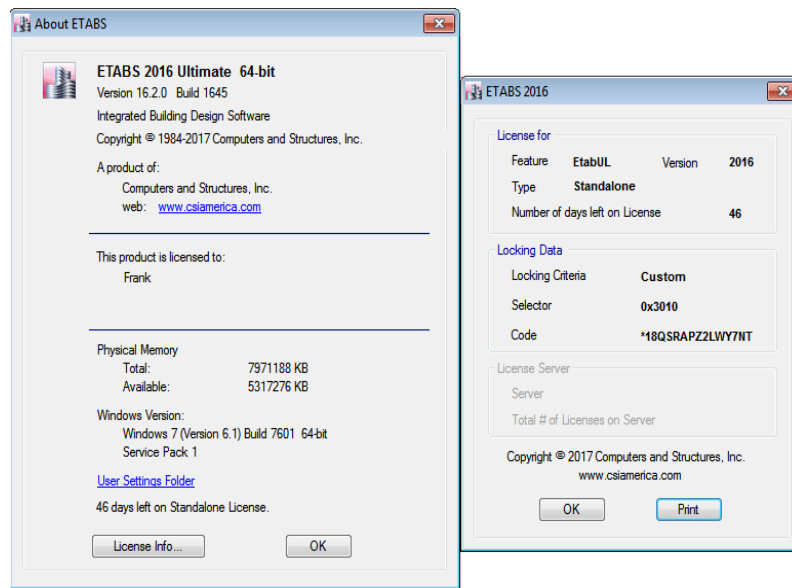 About ETABS
ETABS 2016 Ultimate 64-bit
Version 16.2.0 Build 1645
Integrated Building Design Software
Copyright © 1984-2017 Computers and Structures, Inc.
A product of:
Computers and Structures, Inc.
web: www.csiamerica.com
This product is licensed to:
Frank
Physical Memory
Total: 7971188 KB
Available: 5317276 KB
Windows Version:
Windows 7 (Version 6.1) Build 7601 64-bit
Service Pack 1
User Settings Folder
46 days left on Standalone License.
License Info... OK
ETABS 2016
License for
Feature EtabUL Version 2016
Type Standalone
Number of days left on License 46
Locking Data
Locking Criteria Custom
Selector 0x3010
Code *18QSRAPZ2LWY7NT
License Server
Server
Total # of Licenses on Server
Copyright © 2017 Computers and Structures, Inc.
www.csiamerica.com
OK Print